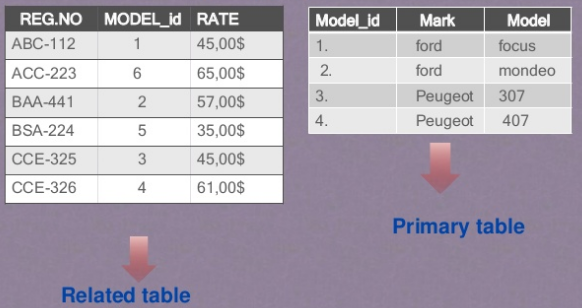 REG.NO MODEL_id RATE
ABC-112 1 45,00$
ACC-223 6 65,00$
BAA-441 2 57,00$
BSA-224 5 35,00$
CCE-325 3 45,00$
CCE-326 4 61,00$
Related table
Model_id Mark Model
1. ford focus
2. ford mondeo
3. Peugeot 307
4. Peugeot 407
Primary table